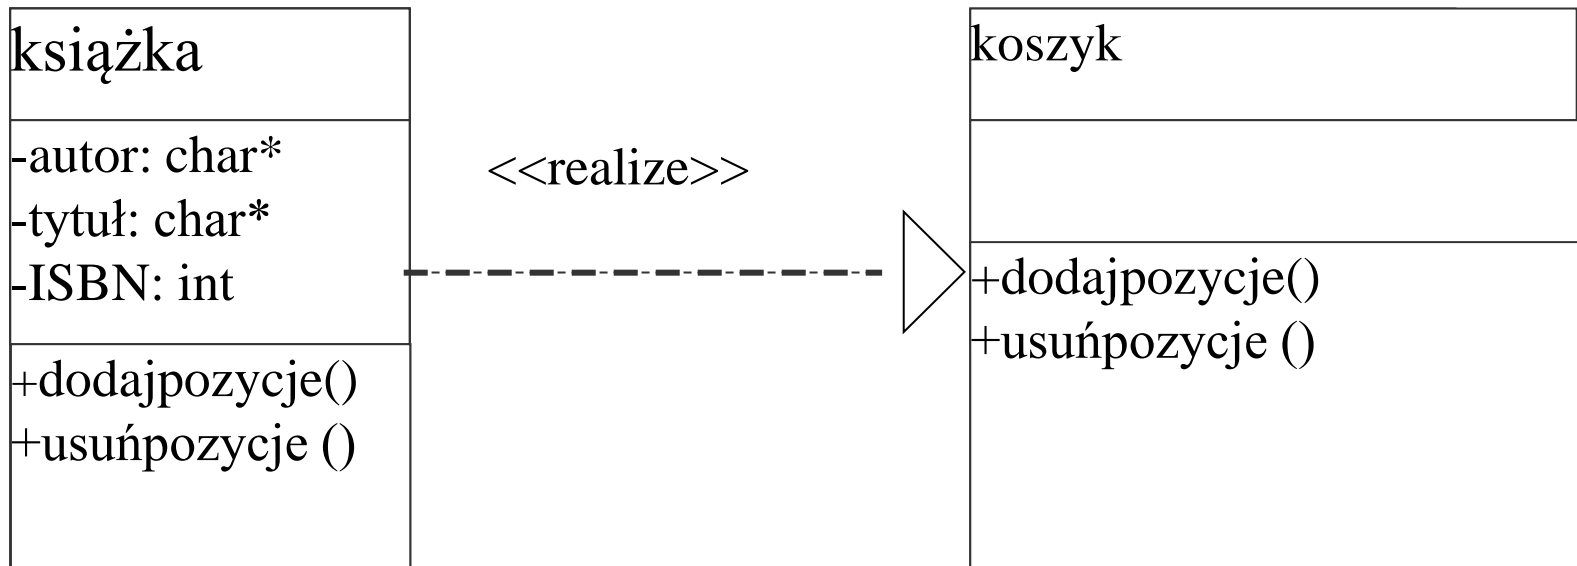 książka
-autor: char*
-tytuł: char*
-ISBN: int
+dodajpozycje()
+usuńpozycje ()
<<realize>>
koszyk
+dodajpozycje()
+usuńpozycje ()